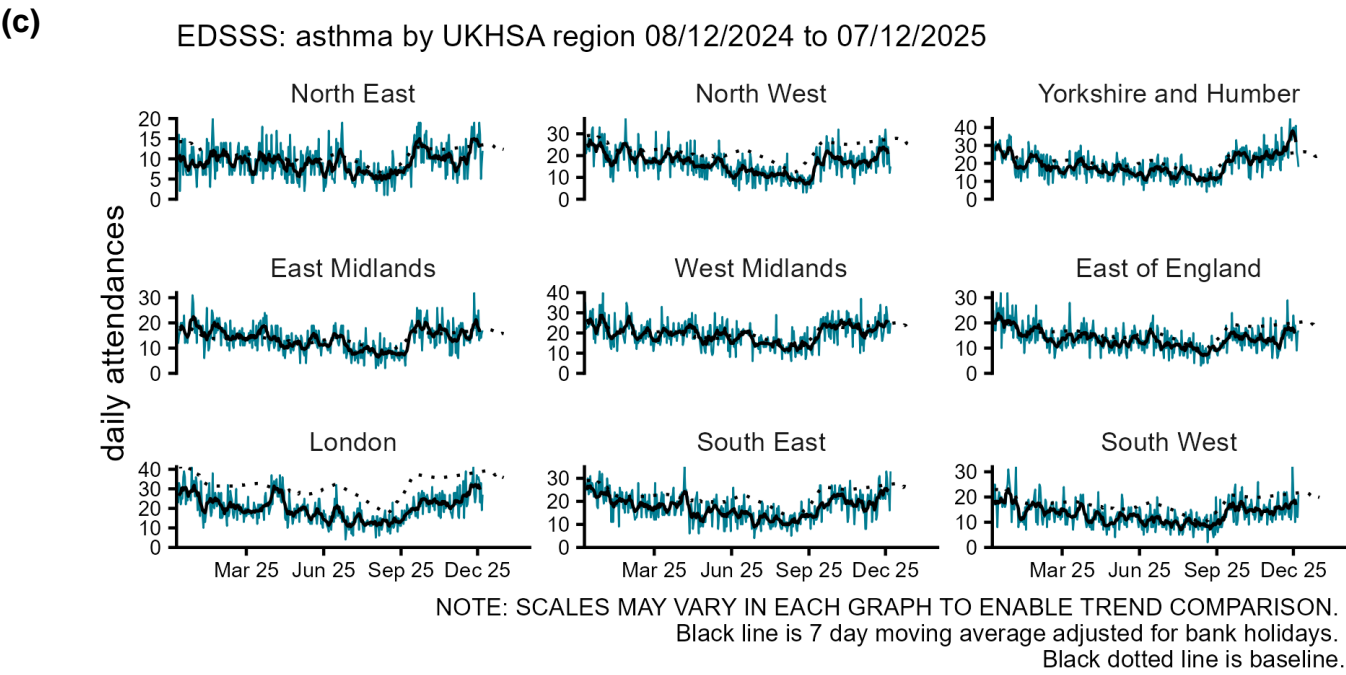 (c)
EDSSS: asthma by UKHSA region 08/12/2024 to 07/12/2025
North East
North West
Yorkshire and Humber
20
15
10
5
0
30
20
10
0
40
30
20
10
0
daily attendances
East Midlands
West Midlands
East of England
30
20
10
0
40
30
20
10
0
30
20
10
0
London
South East
South West
40
30
20
10
0
30
20
10
0
30
20
10
0
Mar 25 Jun 25 Sep 25 Dec 25
Mar 25 Jun 25 Sep 25 Dec 25
Mar 25 Jun 25 Sep 25 Dec 25
NOTE: SCALES MAY VARY IN EACH GRAPH TO ENABLE TREND COMPARISON.
Black line is 7 day moving average adjusted for bank holidays.
Black dotted line is baseline.